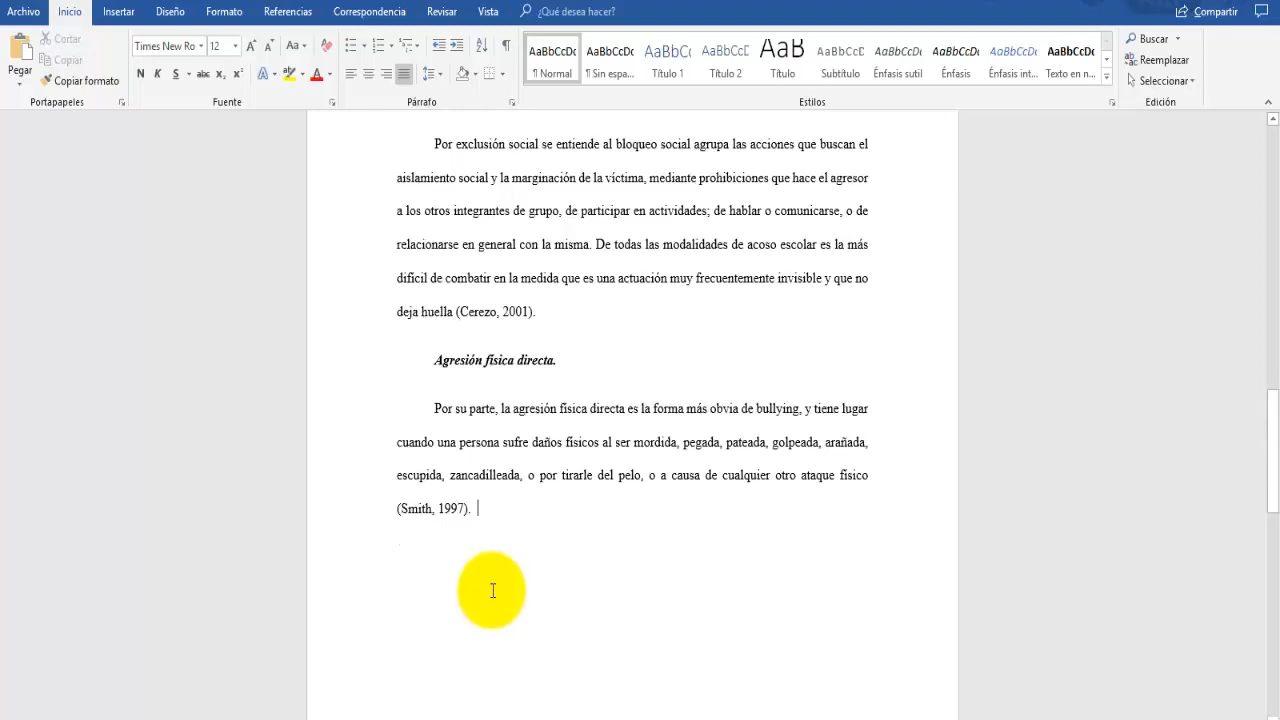 Archivo Inicio Insertar Diseño Formato Referencias Correspondencia Revisar Vista ¿Qué desea hacer? Compartir
Pegar
Cortar
Copiar
Copiar formato
Portapapeles
Times New Ro 12
N K S abc x₂ x²
Fuente
Párrafo
AaBbCcDc AaBbCcDc AaBbCc AaBbCcD AaB AaBbCcD AaBbCcDc AaBbCcDc AaBbCcDc AaBbCcDc
¶ Normal ¶ Sin espa... Título 1 Título 2 Título Subtítulo Énfasis sutil Énfasis Énfasis int... Texto en n...
Estilos
Buscar
Reemplazar
Seleccionar
Edición
Por exclusión social se entiende al bloqueo social agrupa las acciones que buscan el
aislamiento social y la marginación de la víctima, mediante prohibiciones que hace el agresor
a los otros integrantes de grupo, de participar en actividades; de hablar o comunicarse, o de
relacionarse en general con la misma. De todas las modalidades de acoso escolar es la más
difícil de combatir en la medida que es una actuación muy frecuentemente invisible y que no
deja huella (Cerezo, 2001).
Agresión física directa.
Por su parte, la agresión física directa es la forma más obvia de bullying, y tiene lugar
cuando una persona sufre daños físicos al ser mordida, pegada, pateada, golpeada, arañada,
escupida, zancadilleada, o por tirarle del pelo, o a causa de cualquier otro ataque físico
(Smith, 1997).